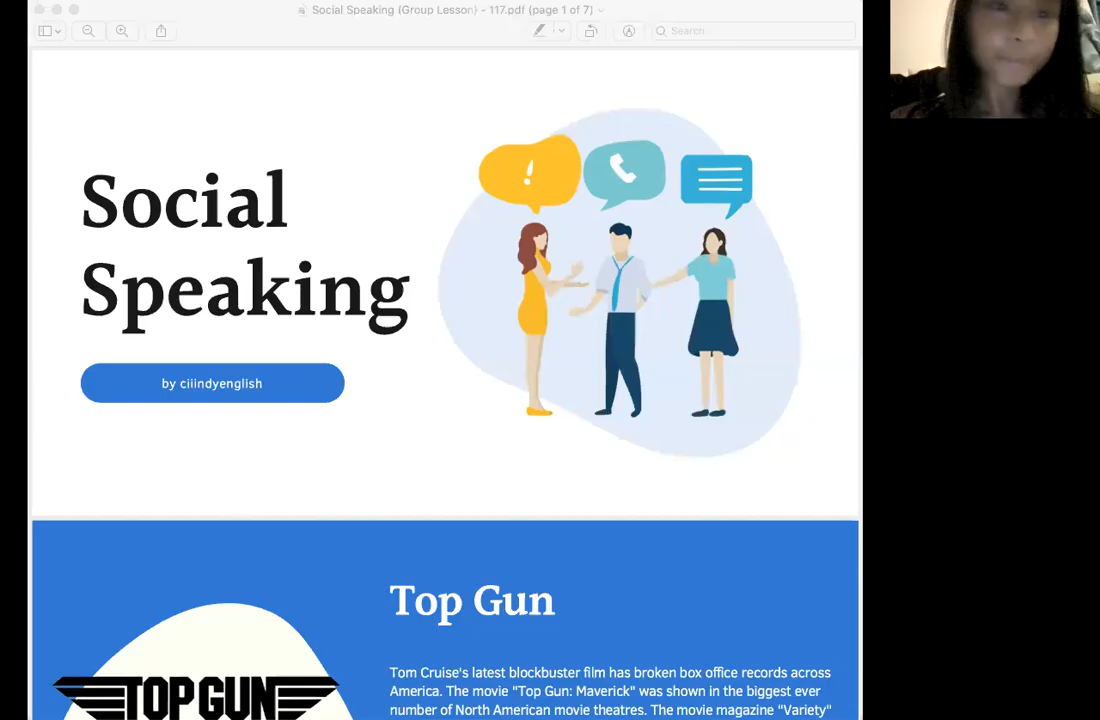 Social Speaking (Group Lesson) - 117.pdf (page 1 of 7)
Search
Social
Speaking
by ciiindyenglish
Top Gun
TOP GUN
Tom Cruise's latest blockbuster film has broken box office records across
America. The movie "Top Gun: Maverick" was shown in the biggest ever
number of North American movie theatres. The movie magazine "Variety"